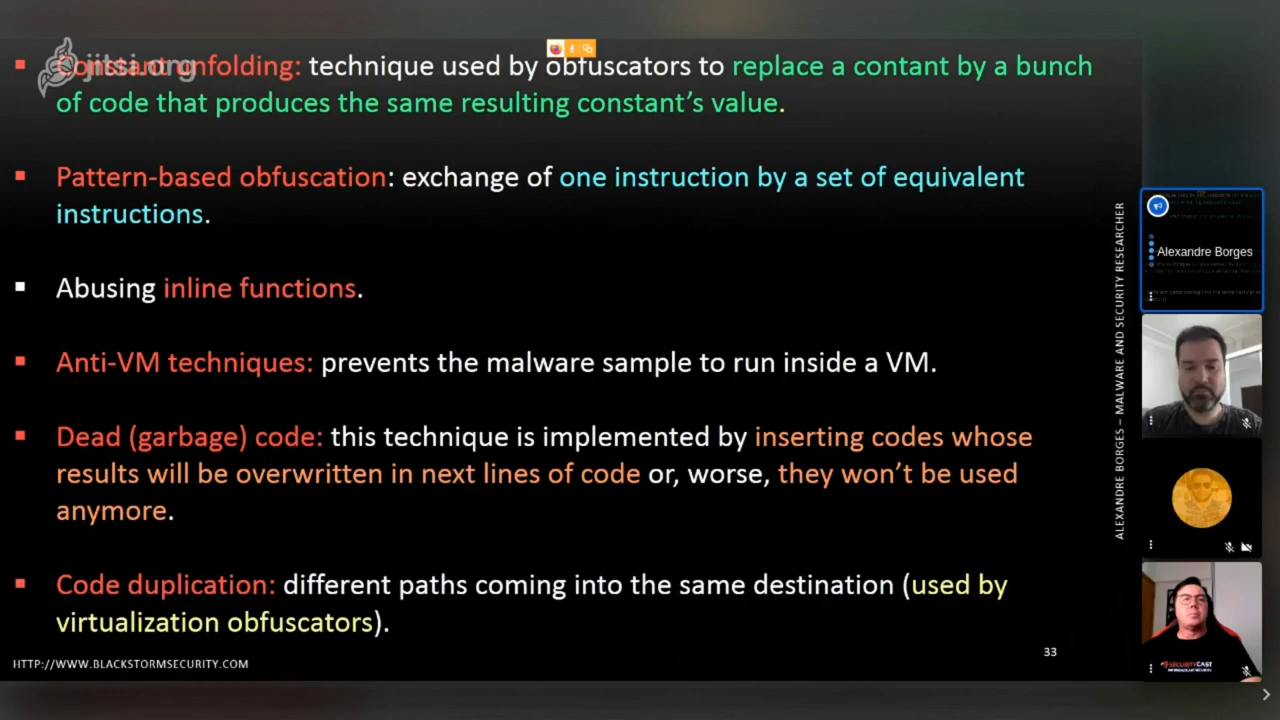 jitsi.org
▪ Constant unfolding: technique used by obfuscators to replace a contant by a bunch
of code that produces the same resulting constant's value.
▪ Pattern-based obfuscation: exchange of one instruction by a set of equivalent
instructions.
▪ Abusing inline functions.
▪ Anti-VM techniques: prevents the malware sample to run inside a VM.
▪ Dead (garbage) code: this technique is implemented by inserting codes whose
results will be overwritten in next lines of code or, worse, they won't be used
anymore.
▪ Code duplication: different paths coming into the same destination (used by
virtualization obfuscators).
HTTP://WWW.BLACKSTORMSECURITY.COM
33
ALEXANDRE BORGES – MALWARE AND SECURITY RESEARCHER
Alexandre Borges
SECURITYCAST